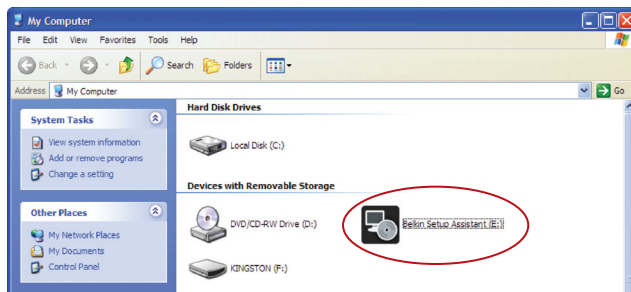 My Computer
File Edit View Favorites Tools Help
Back Search Folders
Address My Computer Go
System Tasks
View system information
Add or remove programs
Change a setting
Other Places
My Network Places
My Documents
Control Panel
Hard Disk Drives
Local Disk (C:)
Devices with Removable Storage
DVD/CD-RW Drive (D:) Belkin Setup Assistant (E:)
KINGSTON (F:)